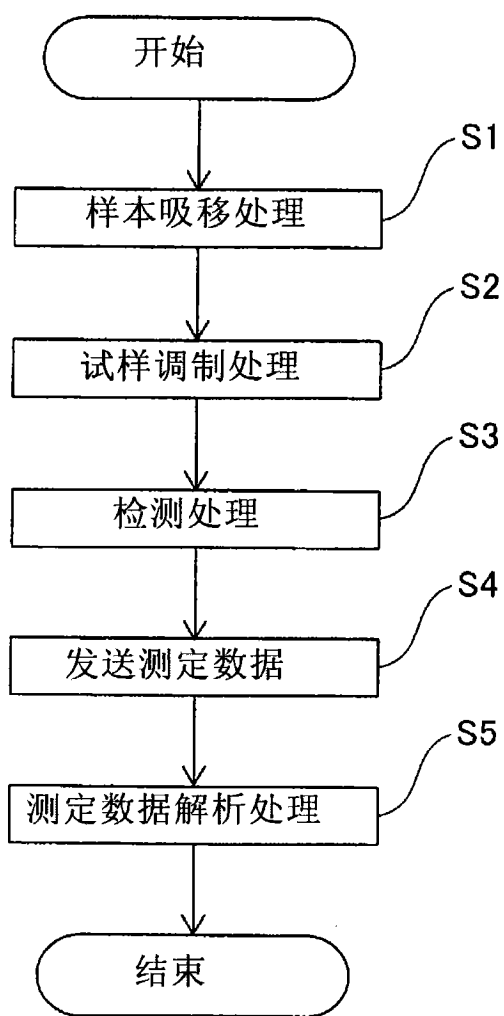 开始
S1
样本吸移处理
S2
试样调制处理
S3
检测处理
S4
发送测定数据
S5
测定数据解析处理
结束